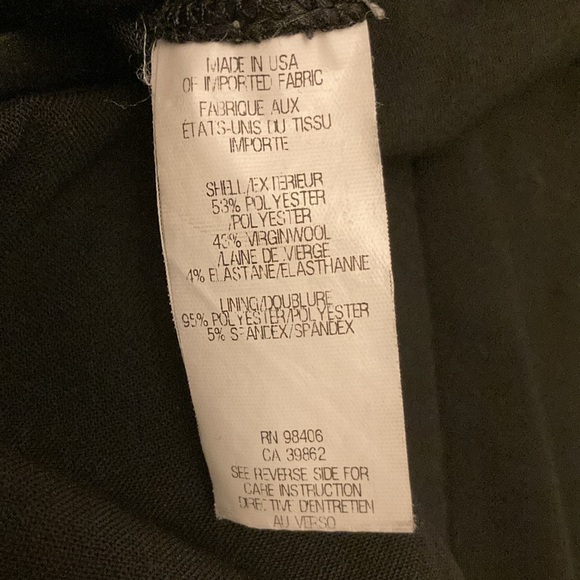 MADE IN USA
OF IMPORTED FABRIC
FABRIQUE AUX
ÉTATS-UNIS DU TISSU
IMPORTE
SHELL/EXTERIEUR
53% POLYESTER
/POLYESTER
43% VIRGINWOOL
/LAINE DE VIERGE
4% ELASTANE/ELASTHANNE
LINING/DOUBLURE
95% POLYESTER/POLYESTER
5% SPANDEX/SPANDEX
RN 98406
CA 39862
SEE REVERSE SIDE FOR
CARE INSTRUCTION
DIRECTIVE D'ENTRETIEN
AU VERSO